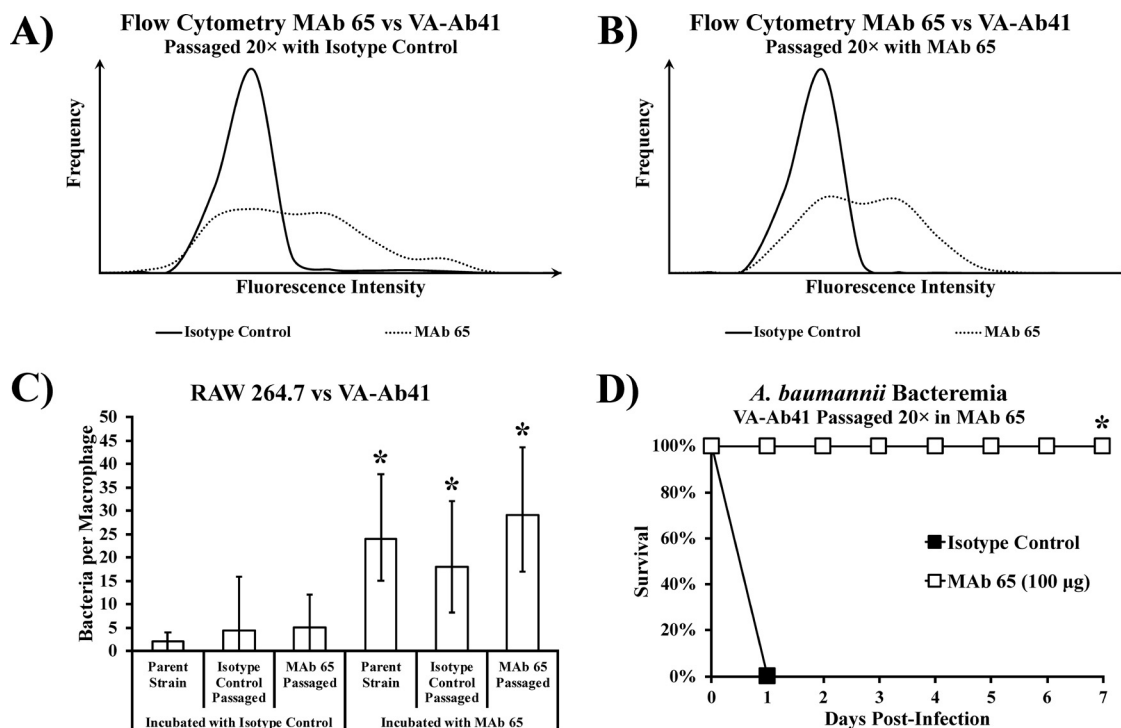 A)
Flow Cytometry MAb 65 vs VA-Ab41
Passaged 20× with Isotype Control
Frequency
Fluorescence Intensity
Isotype Control
MAb 65
B)
Flow Cytometry MAb 65 vs VA-Ab41
Passaged 20× with MAb 65
Frequency
Fluorescence Intensity
Isotype Control
MAb 65
C)
RAW 264.7 vs VA-Ab41
Bacteria per Macrophage
50
45
40
35
30
25
20
15
10
5
0
*
*
*
Parent
Strain
Isotype
Control
Passaged
MAb 65
Passaged
Parent
Strain
Isotype
Control
Passaged
MAb 65
Passaged
Incubated with Isotype Control
Incubated with MAb 65
D)
A. baumannii Bacteremia
VA-Ab41 Passaged 20× in MAb 65
*
Survival
100%
80%
60%
40%
20%
0%
Isotype Control
MAb 65 (100 µg)
0 1 2 3 4 5 6 7
Days Post-Infection